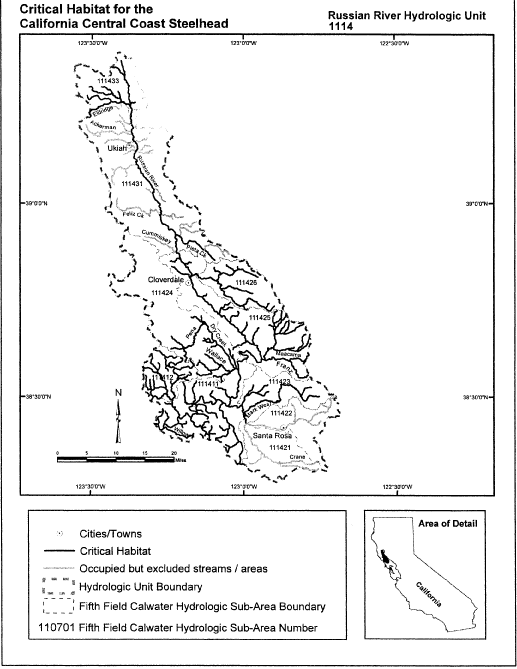 Critical Habitat for the
California Central Coast Steelhead
Russian River Hydrologic Unit
1114
123°30'0"W
123°0'0"W
122°30'0"W
111433
Eldridge
Ackerman
Ukiah
Russian River
111431
39°0'0"N
39°0'0"N
Feliz Ck
Cummiskey
Cloverdale
111426
111424
111425
Pena
Dry Creek
Wallace
Maacama
Franz
111412
111411
111423
38°30'0"N
38°30'0"N
Mark West
111422
Santa Rosa
111421
Crane
N
0 5 10 15 20
Miles
123°30'0"W
123°0'0"W
122°30'0"W
Cities/Towns
Critical Habitat
Occupied but excluded streams / areas
Hydrologic Unit Boundary
Fifth Field Calwater Hydrologic Sub-Area Boundary
110701 Fifth Field Calwater Hydrologic Sub-Area Number
Area of Detail
California